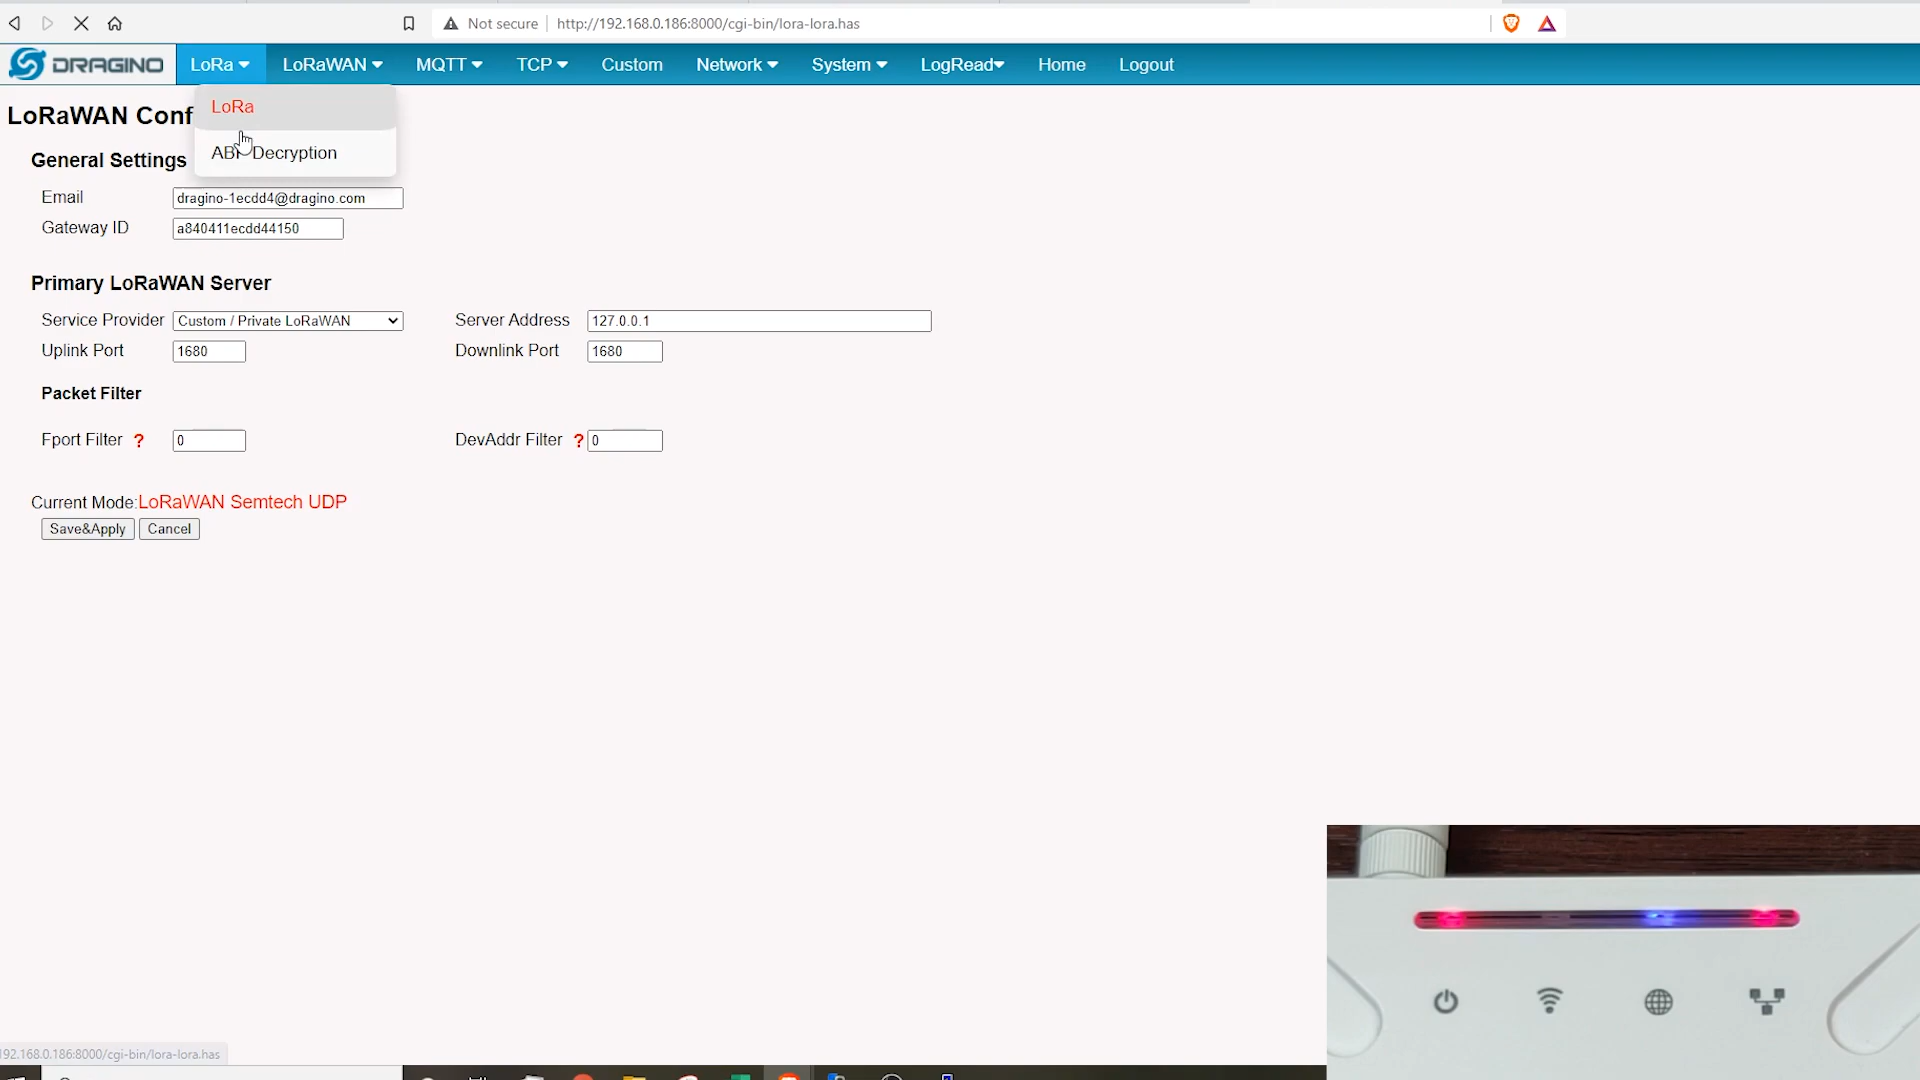 Not secure http://192.168.0.186:8000/cgi-bin/lora-lora.has
DRAGINO LoRa LoRaWAN MQTT TCP Custom Network System LogRead Home Logout
LoRa
LoRaWAN Conf
Decryption
General Settings
Email dragino-1ecdd4@dragino.com
Gateway ID a840411ecdd44150
Primary LoRaWAN Server
Service Provider Custom / Private LoRaWAN Server Address 127.0.0.1
Uplink Port 1680 Downlink Port 1680
Packet Filter
Fport Filter ? 0 DevAddr Filter ? 0
Current Mode:LoRaWAN Semtech UDP
Save&Apply Cancel
192.168.0.186:8000/cgi-bin/lora-lora.has